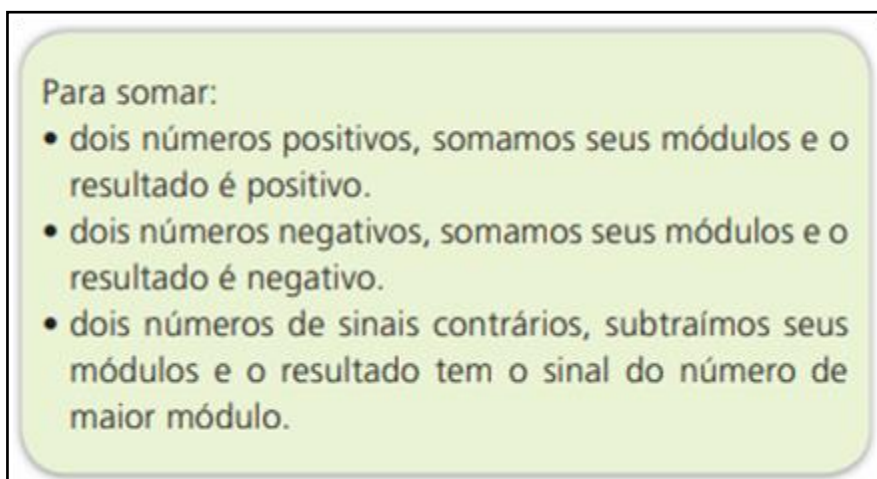 Para somar:
• dois números positivos, somamos seus módulos e o
resultado é positivo.
• dois números negativos, somamos seus módulos e o
resultado é negativo.
• dois números de sinais contrários, subtraímos seus
módulos e o resultado tem o sinal do número de
maior módulo.